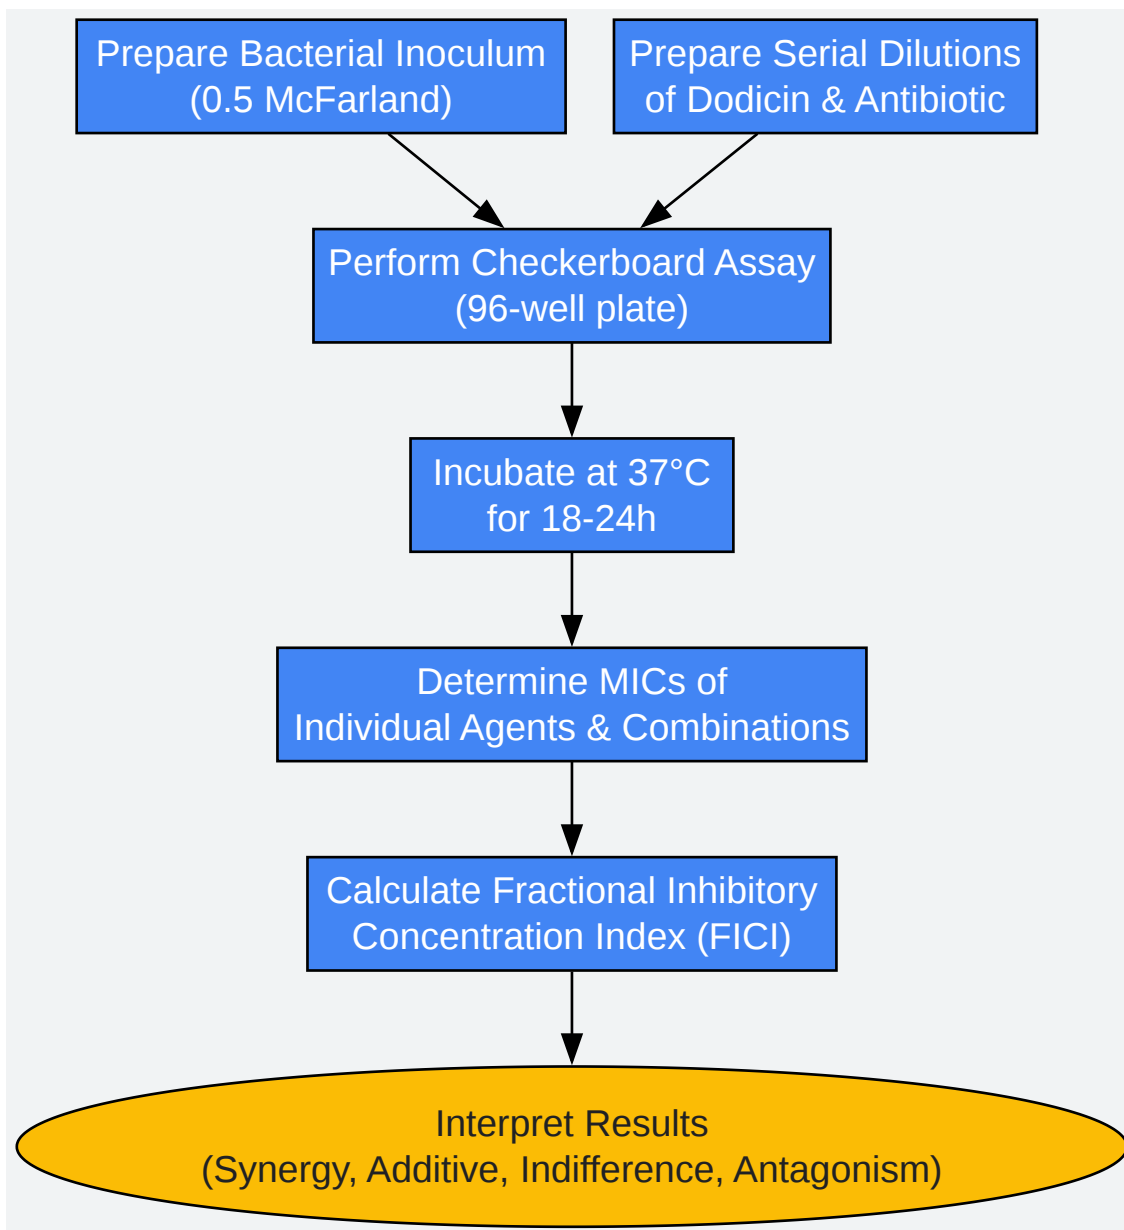 Prepare Bacterial Inoculum
(0.5 McFarland)
Prepare Serial Dilutions
of Dodicin & Antibiotic
Perform Checkerboard Assay
(96-well plate)
Incubate at 37°C
for 18-24h
Determine MICs of
Individual Agents & Combinations
Calculate Fractional Inhibitory
Concentration Index (FICI)
Interpret Results
(Synergy, Additive, Indifference, Antagonism)